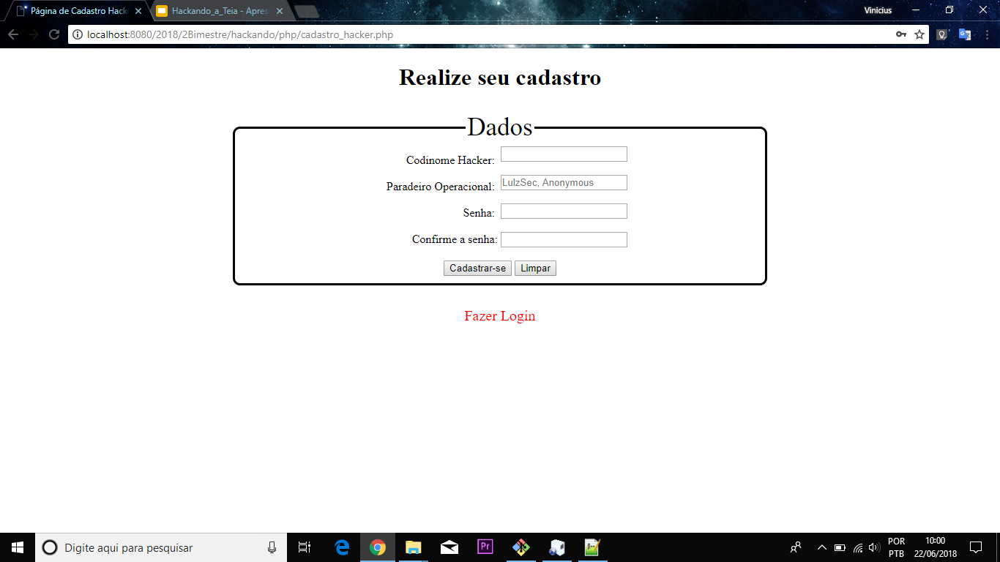 Página de Cadastro Hack
Hackando_a_Teia - Apres
Vinicius
localhost:8080/2018/2Bimestre/hackando/php/cadastro_hacker.php
Realize seu cadastro
Dados
Codinome Hacker:
Paradeiro Operacional: LulzSec, Anonymous
Senha:
Confirme a senha:
Cadastrar-se Limpar
Fazer Login
Digite aqui para pesquisar
Pr
POR
PTB
10:00
22/06/2018